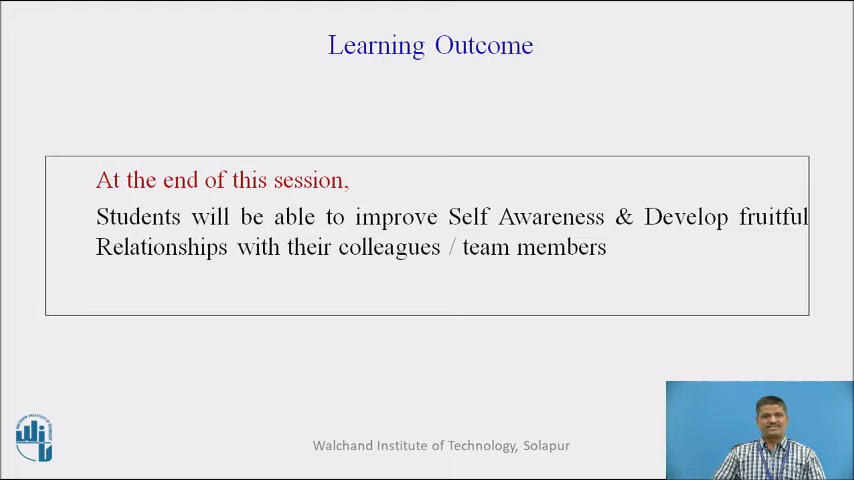 Learning Outcome
At the end of this session,
Students will be able to improve Self Awareness & Develop fruitful
Relationships with their colleagues / team members
Walchand Institute of Technology, Solapur